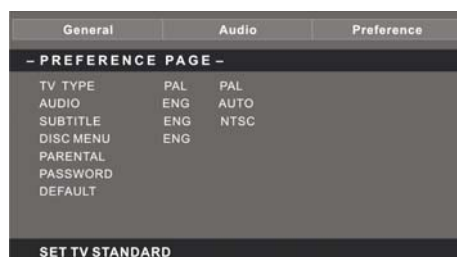 General Audio Preference
– PREFERENCE PAGE –
TV TYPE PAL PAL
AUDIO ENG AUTO
SUBTITLE ENG NTSC
DISC MENU ENG
PARENTAL
PASSWORD
DEFAULT
SET TV STANDARD